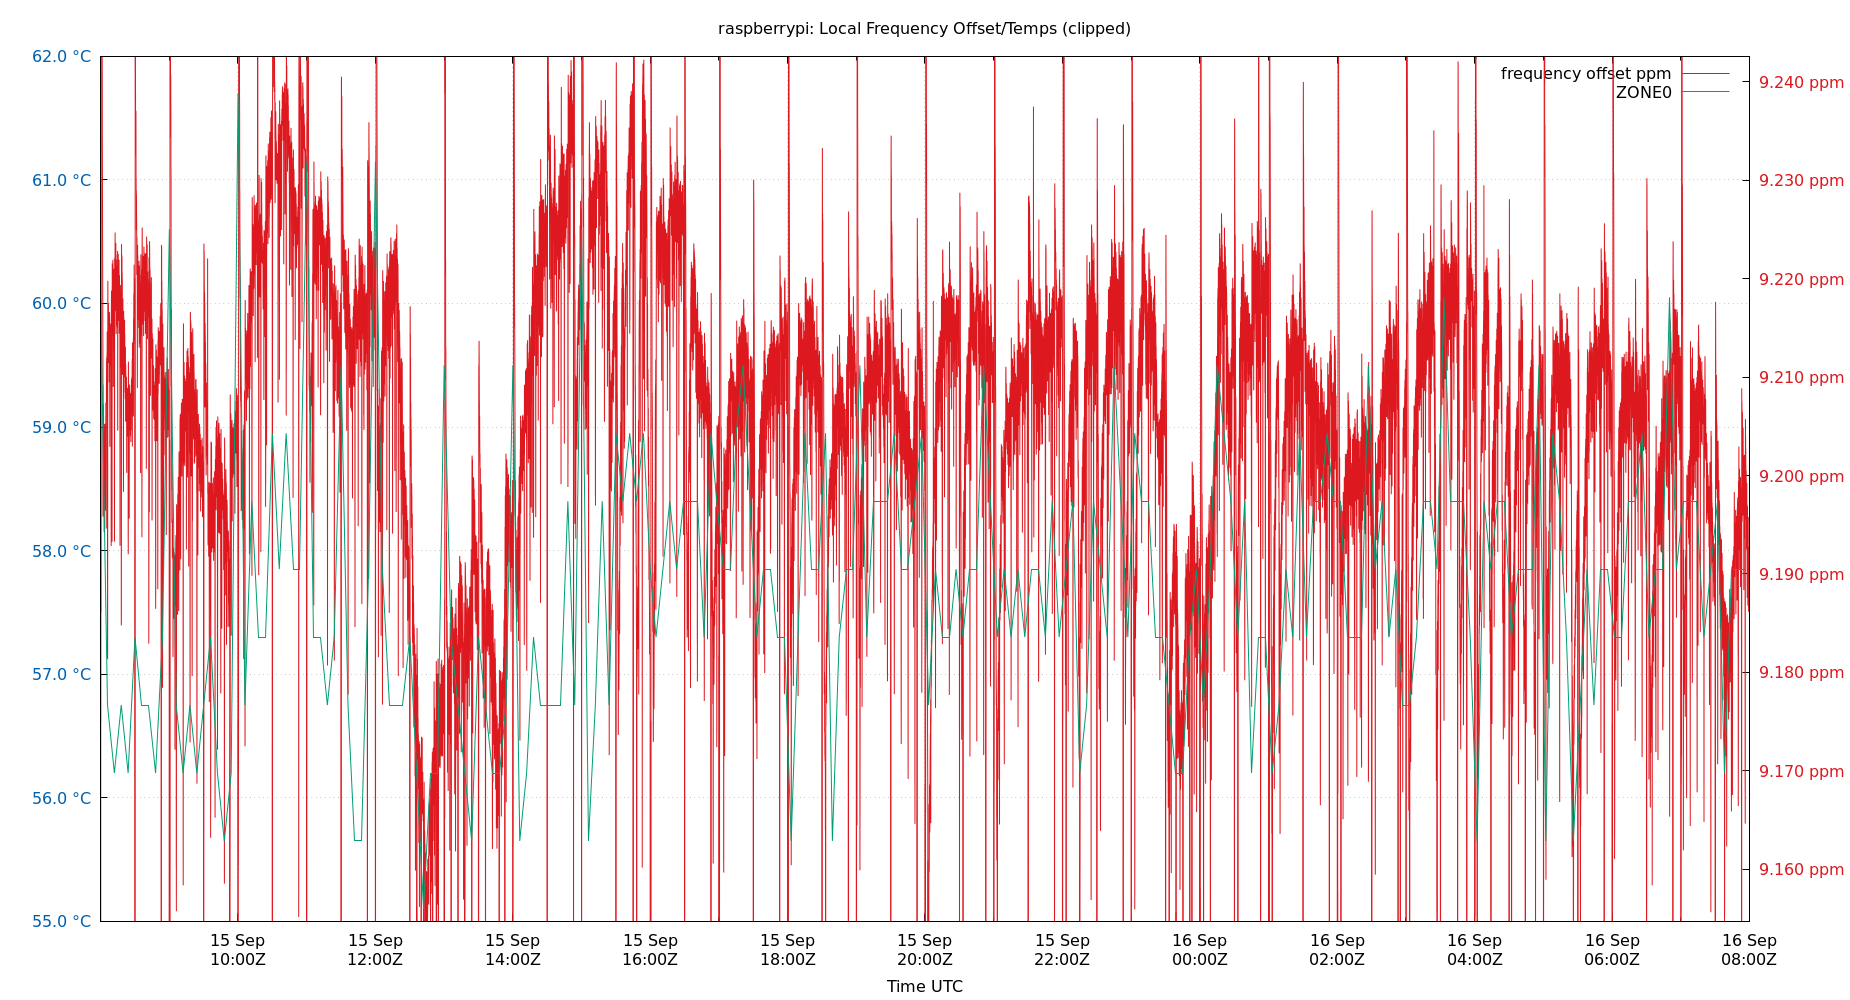 raspberrypi: Local Frequency Offset/Temps (clipped)
frequency offset ppm
ZONE0
62.0 °C
61.0 °C
60.0 °C
59.0 °C
58.0 °C
57.0 °C
56.0 °C
55.0 °C
9.240 ppm
9.230 ppm
9.220 ppm
9.210 ppm
9.200 ppm
9.190 ppm
9.180 ppm
9.170 ppm
9.160 ppm
15 Sep 15 Sep 15 Sep 15 Sep 15 Sep 15 Sep 15 Sep 16 Sep 16 Sep 16 Sep 16 Sep 16 Sep
10:00Z 12:00Z 14:00Z 16:00Z 18:00Z 20:00Z 22:00Z 00:00Z 02:00Z 04:00Z 06:00Z 08:00Z
Time UTC